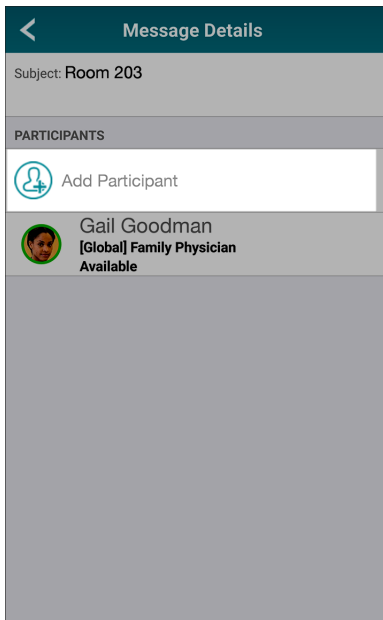 Message Details
Subject: Room 203
PARTICIPANTS
Add Participant
Gail Goodman
[Global] Family Physician
Available